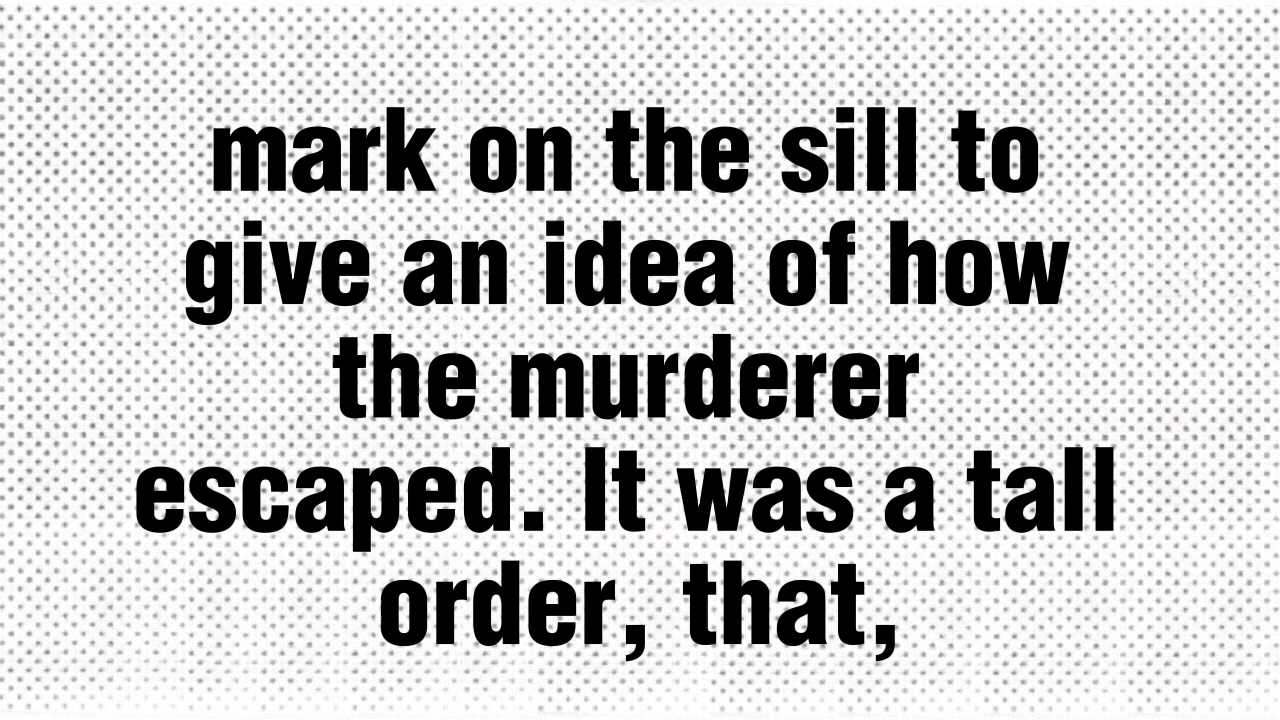 mark on the sill to
give an idea of how
the murderer
escaped. It was a tall
order, that,